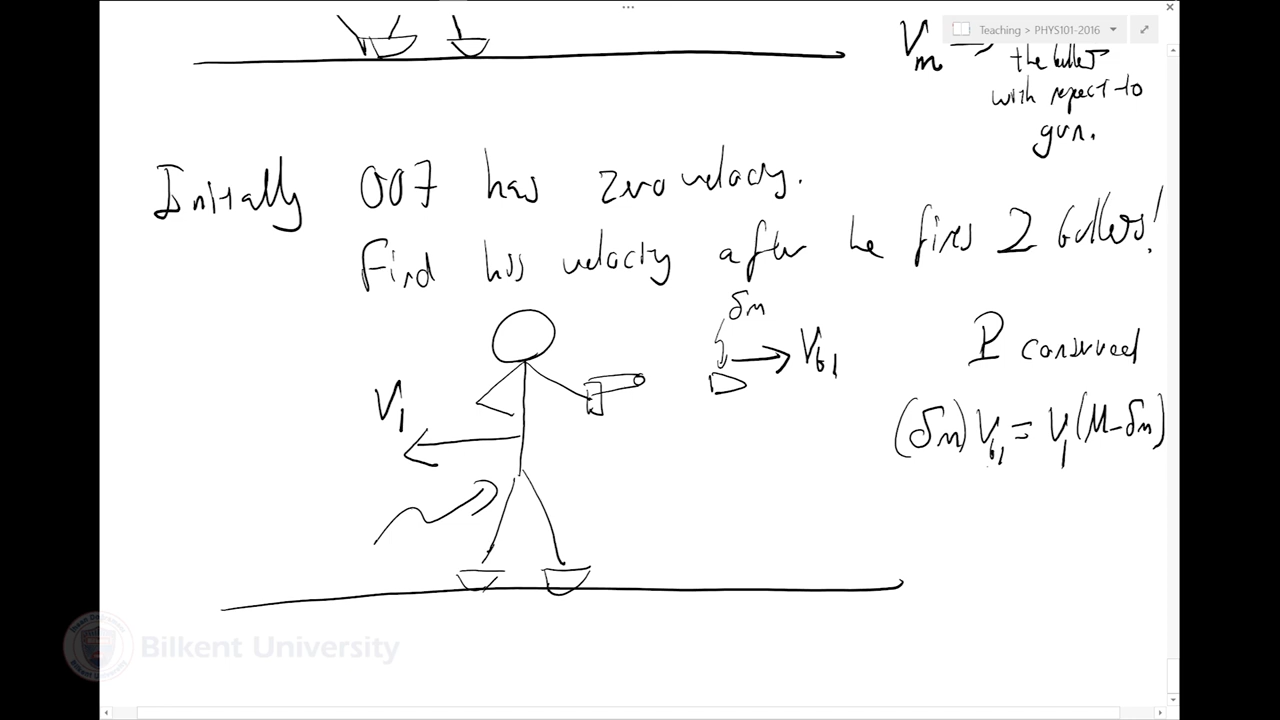 Teaching > PHYS101-2016
Vm → the bullet
with repect to
gun.
Initially 007 has zero velocity.
Find his velocity after he fires 2 bullets!
δm
Vb1
V1
P conserved
(δm) Vb1 = V1 (M-δm)
Bilkent University